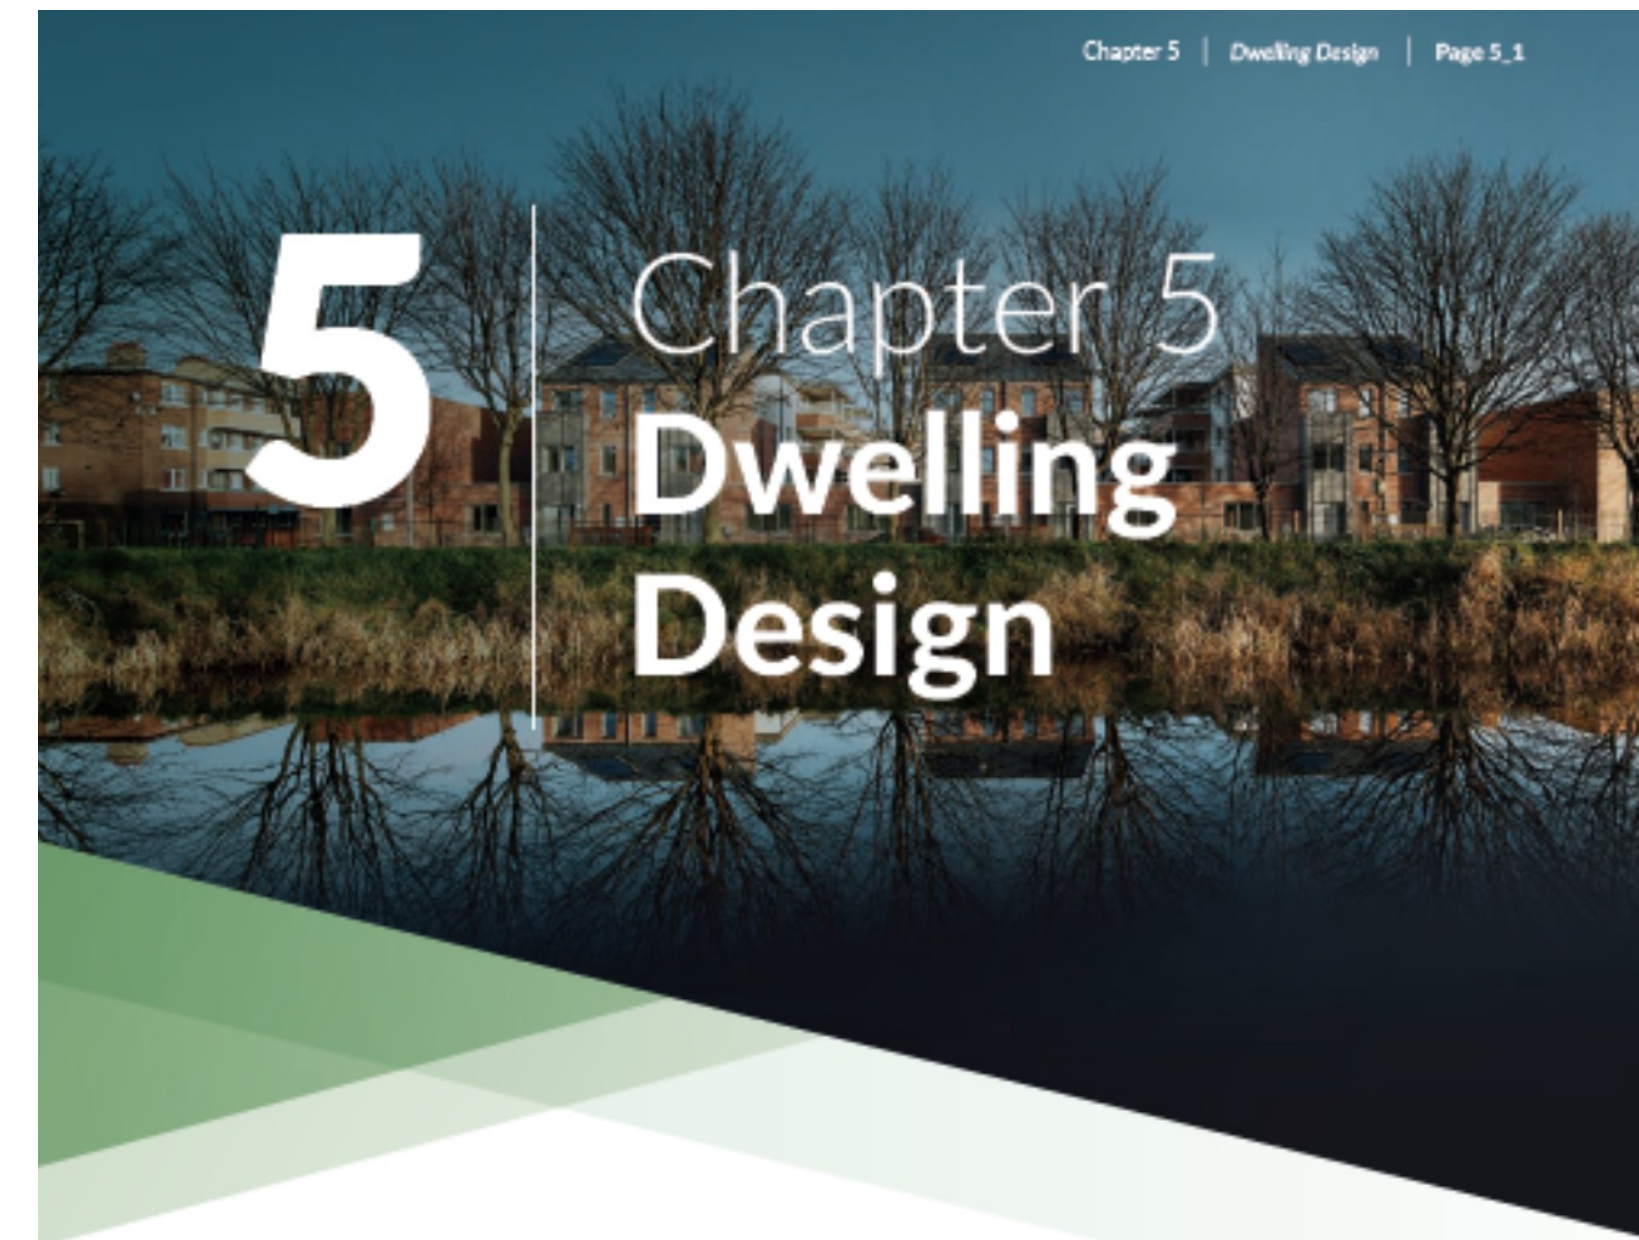 Chapter 5 | Dwelling Design | Page 5_1
5
Chapter 5
Dwelling
Design